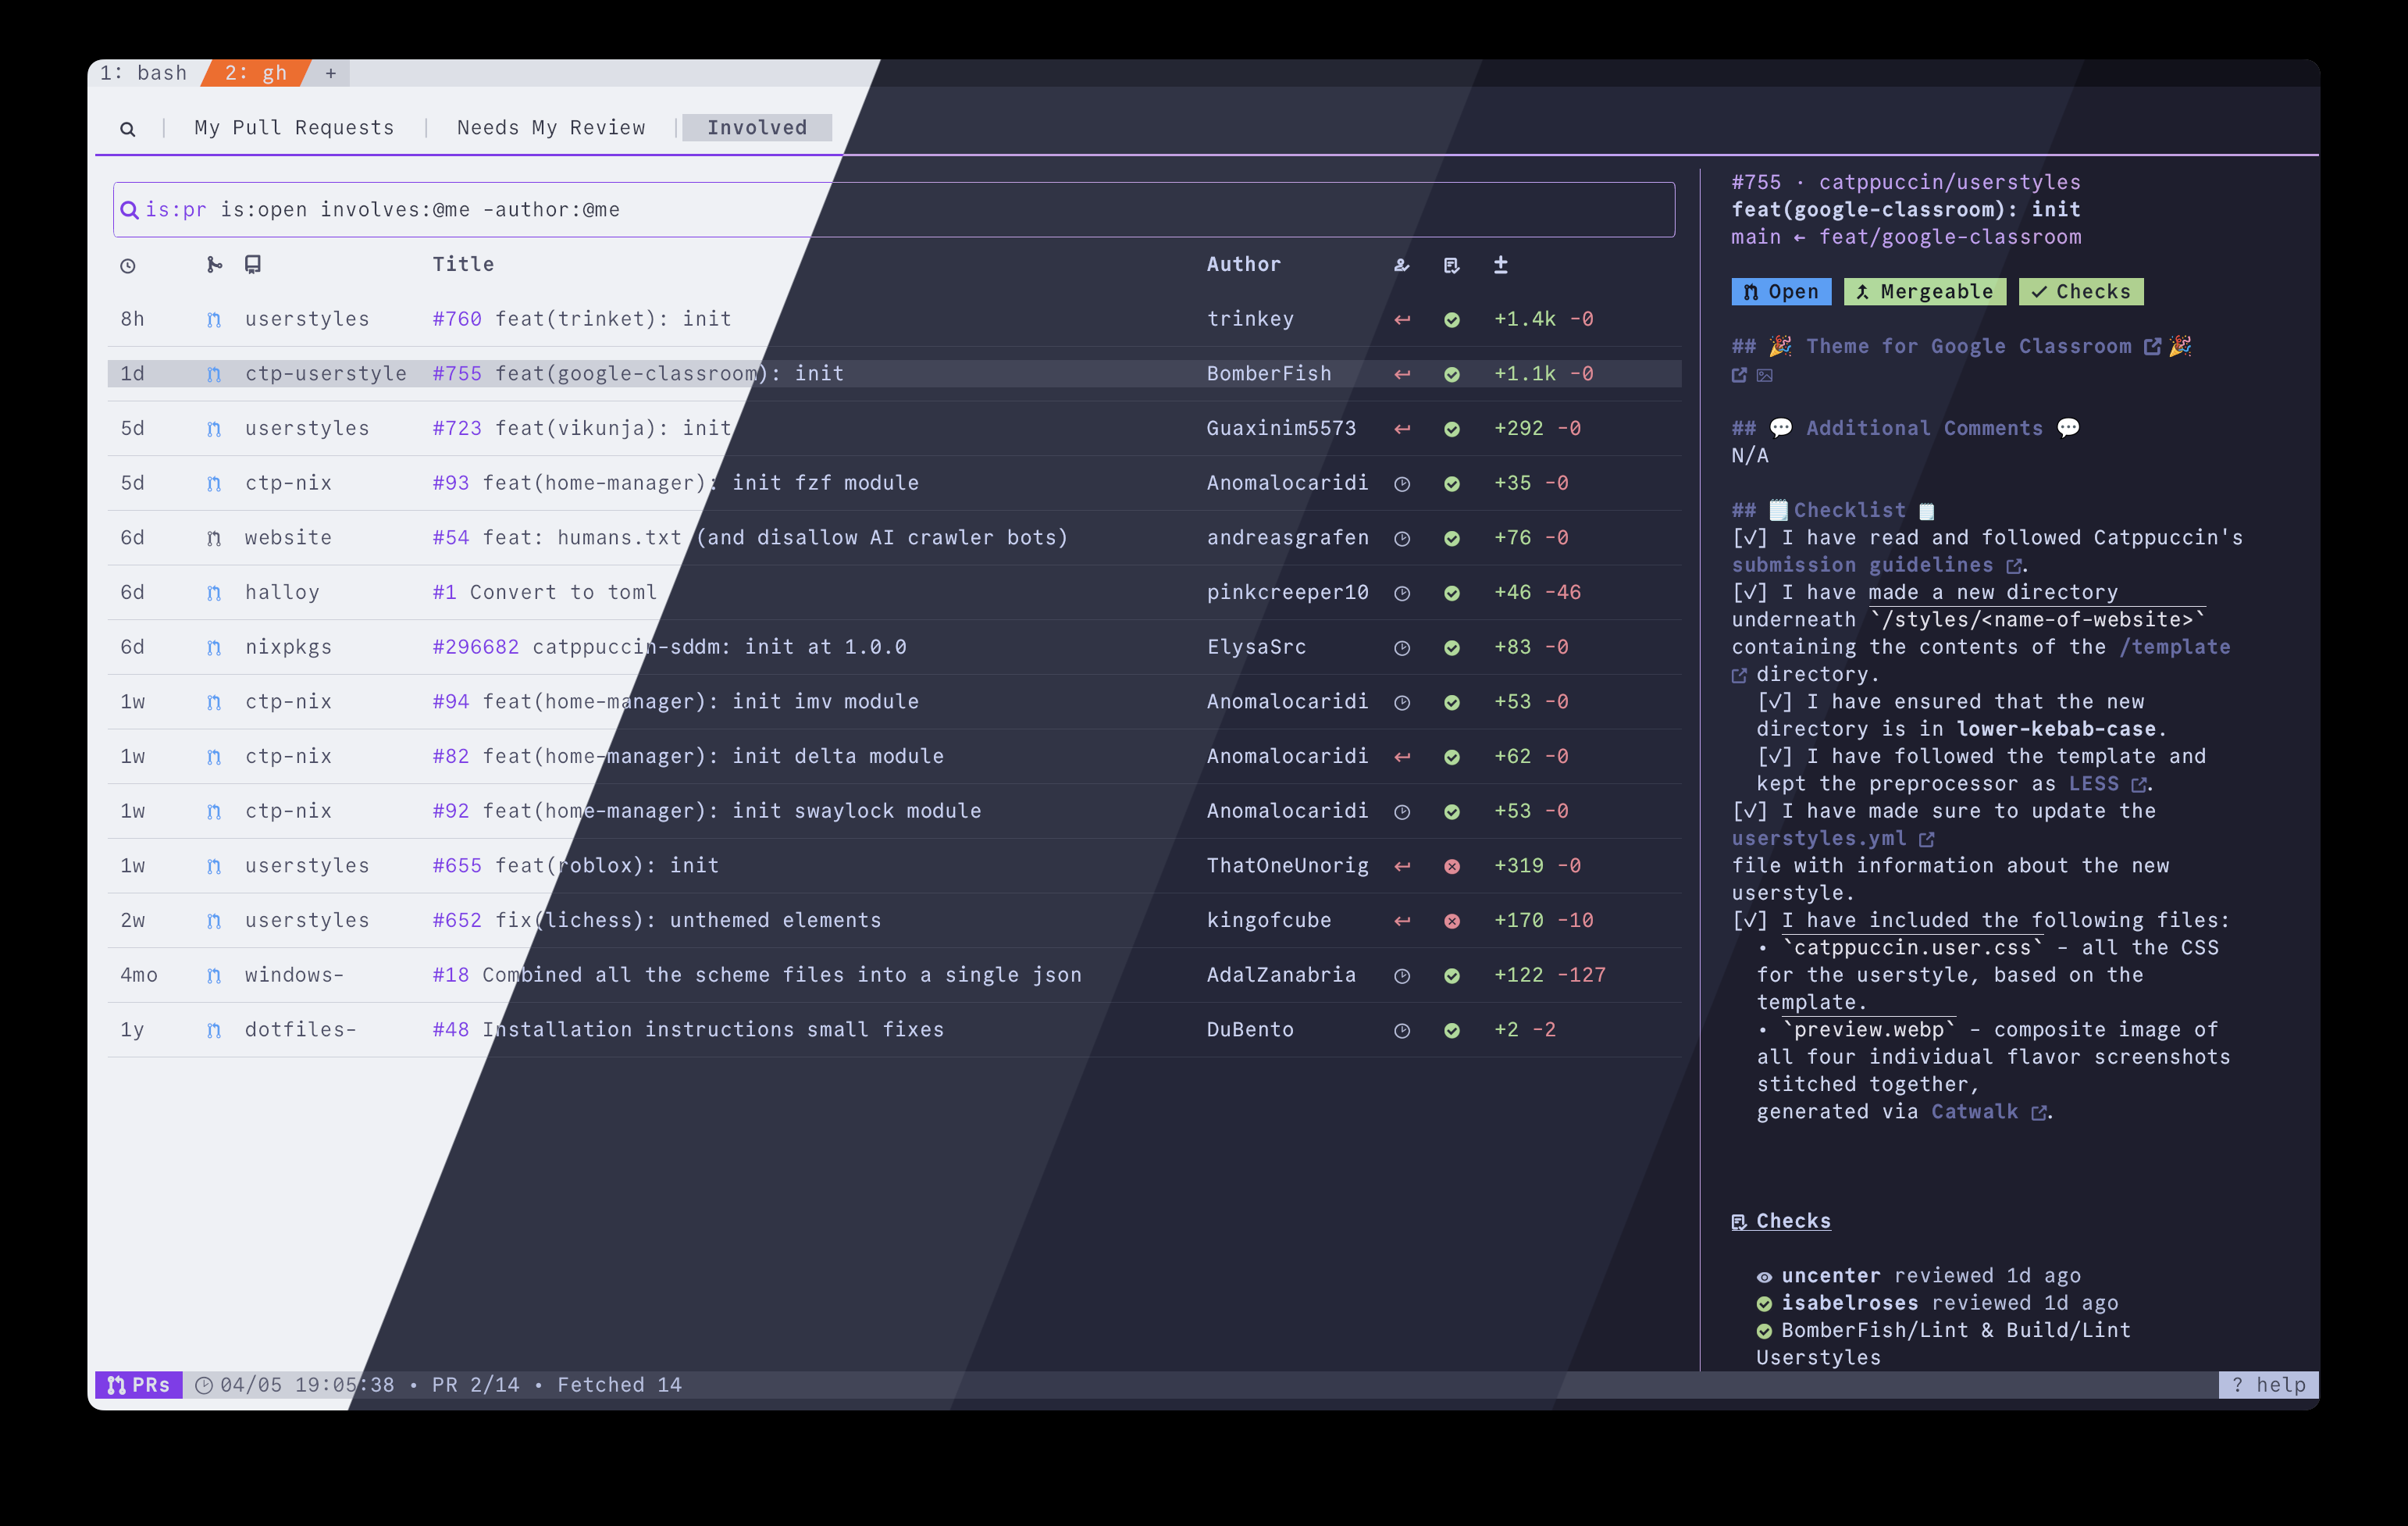 1: bash 2: gh +
My Pull Requests | Needs My Review | Involved
is:pr is:open involves:@me -author:@me
Title Author ±
8h userstyles #760 feat(trinket): init trinkey +1.4k -0
1d ctp-userstyle #755 feat(google-classroom): init BomberFish +1.1k -0
5d userstyles #723 feat(vikunja): init Guaxinim5573 +292 -0
5d ctp-nix #93 feat(home-manager): init fzf module Anomalocaridi +35 -0
6d website #54 feat: humans.txt (and disallow AI crawler bots) andreasgrafen +76 -0
6d halloy #1 Convert to toml pinkcreeper10 +46 -46
6d nixpkgs #296682 catppuccin-sddm: init at 1.0.0 ElysaSrc +83 -0
1w ctp-nix #94 feat(home-manager): init imv module Anomalocaridi +53 -0
1w ctp-nix #82 feat(home-manager): init delta module Anomalocaridi +62 -0
1w ctp-nix #92 feat(home-manager): init swaylock module Anomalocaridi +53 -0
1w userstyles #655 feat(roblox): init ThatOneUnorig +319 -0
2w userstyles #652 fix(lichess): unthemed elements kingofcube +170 -10
4mo windows- #18 Combined all the scheme files into a single json AdalZanabria +122 -127
1y dotfiles- #48 Installation instructions small fixes DuBento +2 -2
#755 · catppuccin/userstyles
feat(google-classroom): init
main ← feat/google-classroom
Open Mergeable ✓ Checks
## 🎉 Theme for Google Classroom 🎉
## 💬 Additional Comments 💬
N/A
## 🗒 Checklist 🗒
[✓] I have read and followed Catppuccin's
submission guidelines .
[✓] I have made a new directory
underneath `/styles/<name-of-website>`
containing the contents of the /template
directory.
[✓] I have ensured that the new
directory is in lower-kebab-case.
[✓] I have followed the template and
kept the preprocessor as LESS .
[✓] I have made sure to update the
userstyles.yml
file with information about the new
userstyle.
[✓] I have included the following files:
• `catppuccin.user.css` - all the CSS
for the userstyle, based on the
template.
• `preview.webp` - composite image of
all four individual flavor screenshots
stitched together,
generated via Catwalk .
Checks
uncenter reviewed 1d ago
isabelroses reviewed 1d ago
BomberFish/Lint & Build/Lint
Userstyles
PRs 04/05 19:05:38 • PR 2/14 • Fetched 14 ? help